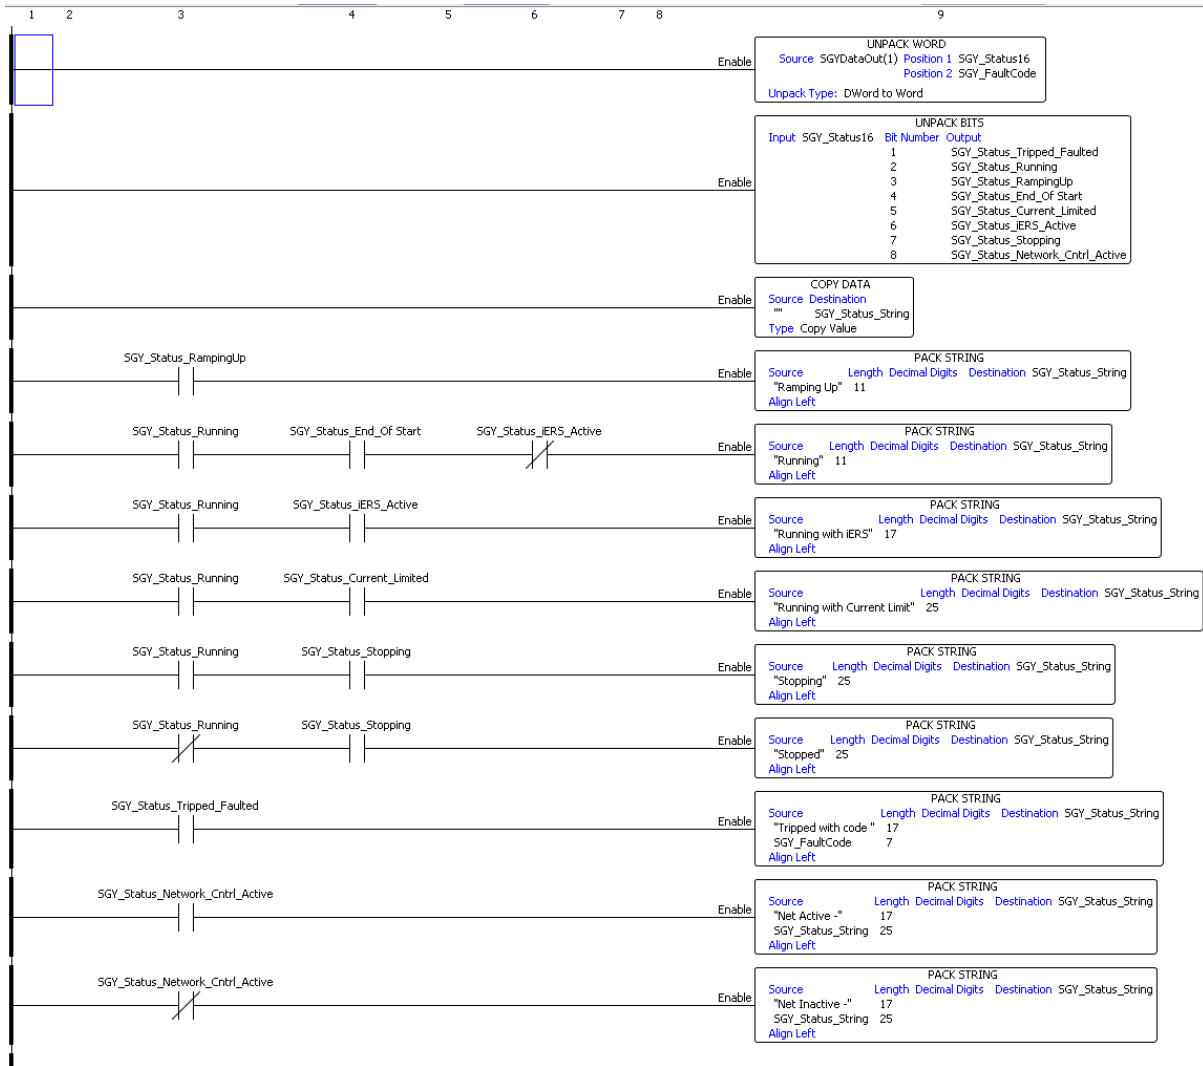 1 2 3 4 5 6 7 8 9
UNPACK WORD
Enable Source SGYDataOut(1) Position 1 SGY_Status16
Position 2 SGY_FaultCode
Unpack Type: DWord to Word
UNPACK BITS
Input SGY_Status16 Bit Number Output
1 SGY_Status_Tripped_Faulted
2 SGY_Status_Running
Enable 3 SGY_Status_RampingUp
4 SGY_Status_End_Of Start
5 SGY_Status_Current_Limited
6 SGY_Status_iERS_Active
7 SGY_Status_Stopping
8 SGY_Status_Network_Cntrl_Active
COPY DATA
Enable Source Destination
"" SGY_Status_String
Type Copy Value
SGY_Status_RampingUp PACK STRING
Enable Source Length Decimal Digits Destination SGY_Status_String
"Ramping Up" 11
Align Left
SGY_Status_Running SGY_Status_End_Of Start SGY_Status_iERS_Active PACK STRING
Enable Source Length Decimal Digits Destination SGY_Status_String
"Running" 11
Align Left
SGY_Status_Running SGY_Status_iERS_Active PACK STRING
Enable Source Length Decimal Digits Destination SGY_Status_String
"Running with iERS" 17
Align Left
SGY_Status_Running SGY_Status_Current_Limited PACK STRING
Enable Source Length Decimal Digits Destination SGY_Status_String
"Running with Current Limit" 25
Align Left
SGY_Status_Running SGY_Status_Stopping PACK STRING
Enable Source Length Decimal Digits Destination SGY_Status_String
"Stopping" 25
Align Left
SGY_Status_Running SGY_Status_Stopping PACK STRING
Enable Source Length Decimal Digits Destination SGY_Status_String
"Stopped" 25
Align Left
SGY_Status_Tripped_Faulted PACK STRING
Enable Source Length Decimal Digits Destination SGY_Status_String
"Tripped with code " 17
SGY_FaultCode 7
Align Left
SGY_Status_Network_Cntrl_Active PACK STRING
Enable Source Length Decimal Digits Destination SGY_Status_String
"Net Active -" 17
SGY_Status_String 25
Align Left
SGY_Status_Network_Cntrl_Active PACK STRING
Enable Source Length Decimal Digits Destination SGY_Status_String
"Net Inactive -" 17
SGY_Status_String 25
Align Left